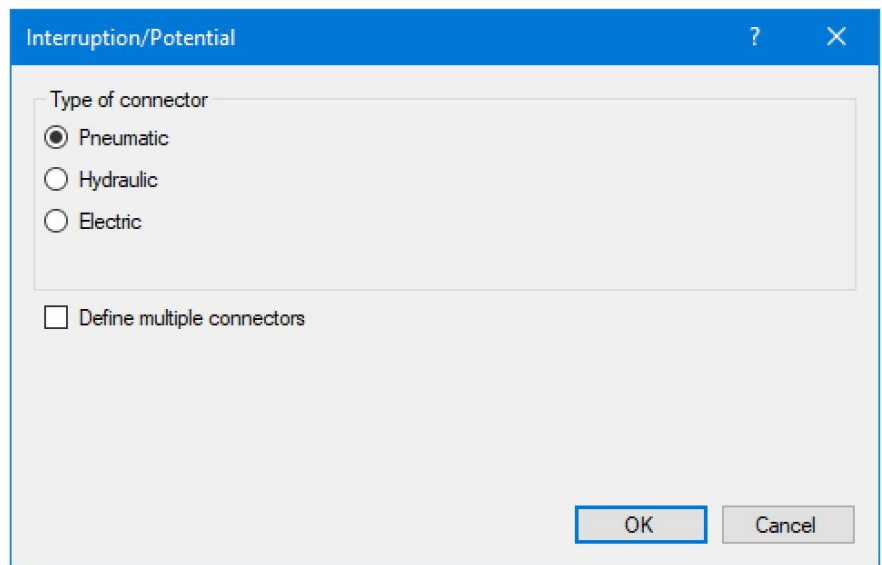 Interruption/Potential ?
Type of connector
Pneumatic
Hydraulic
Electric
Define multiple connectors
OK Cancel